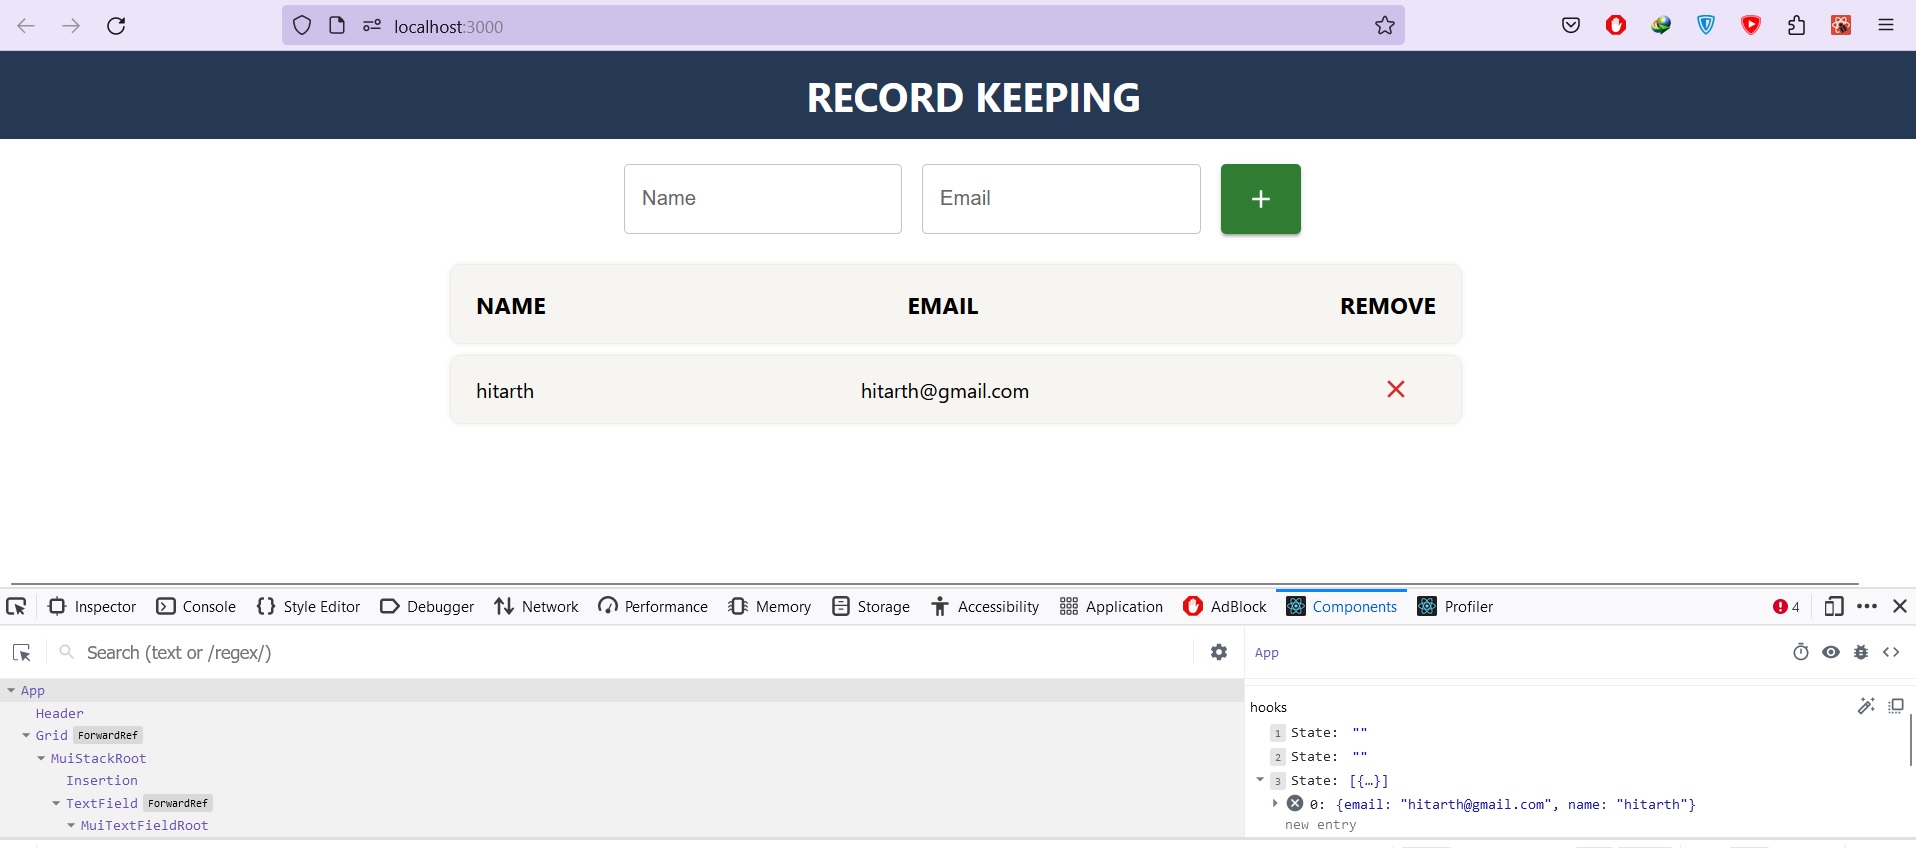 localhost:3000
RECORD KEEPING
Name Email +
NAME EMAIL REMOVE
hitarth hitarth@gmail.com
Inspector Console Style Editor Debugger Network Performance Memory Storage Accessibility Application AdBlock Components Profiler 4
Search (text or /regex/) App
App
Header
Grid ForwardRef
MuiStackRoot
Insertion
TextField ForwardRef
MuiTextFieldRoot
hooks
1 State: ""
2 State: ""
3 State: [{…}]
0: {email: "hitarth@gmail.com", name: "hitarth"}
new entry